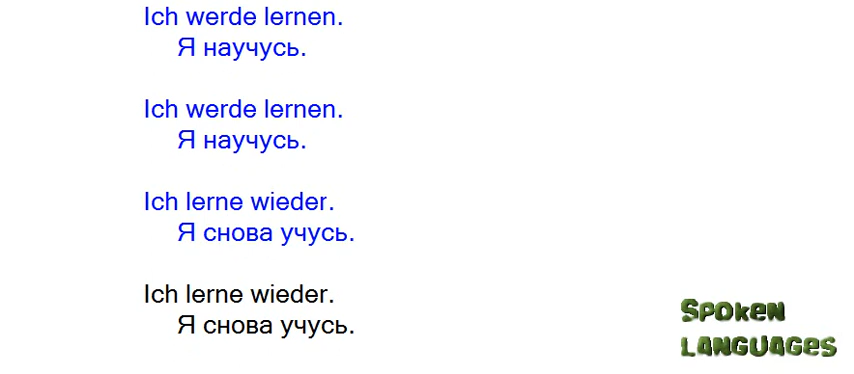 Ich werde lernen.
Я научусь.
Ich werde lernen.
Я научусь.
Ich lerne wieder.
Я снова учусь.
Ich lerne wieder.
Я снова учусь.
SPOKEN
LANGUAGES